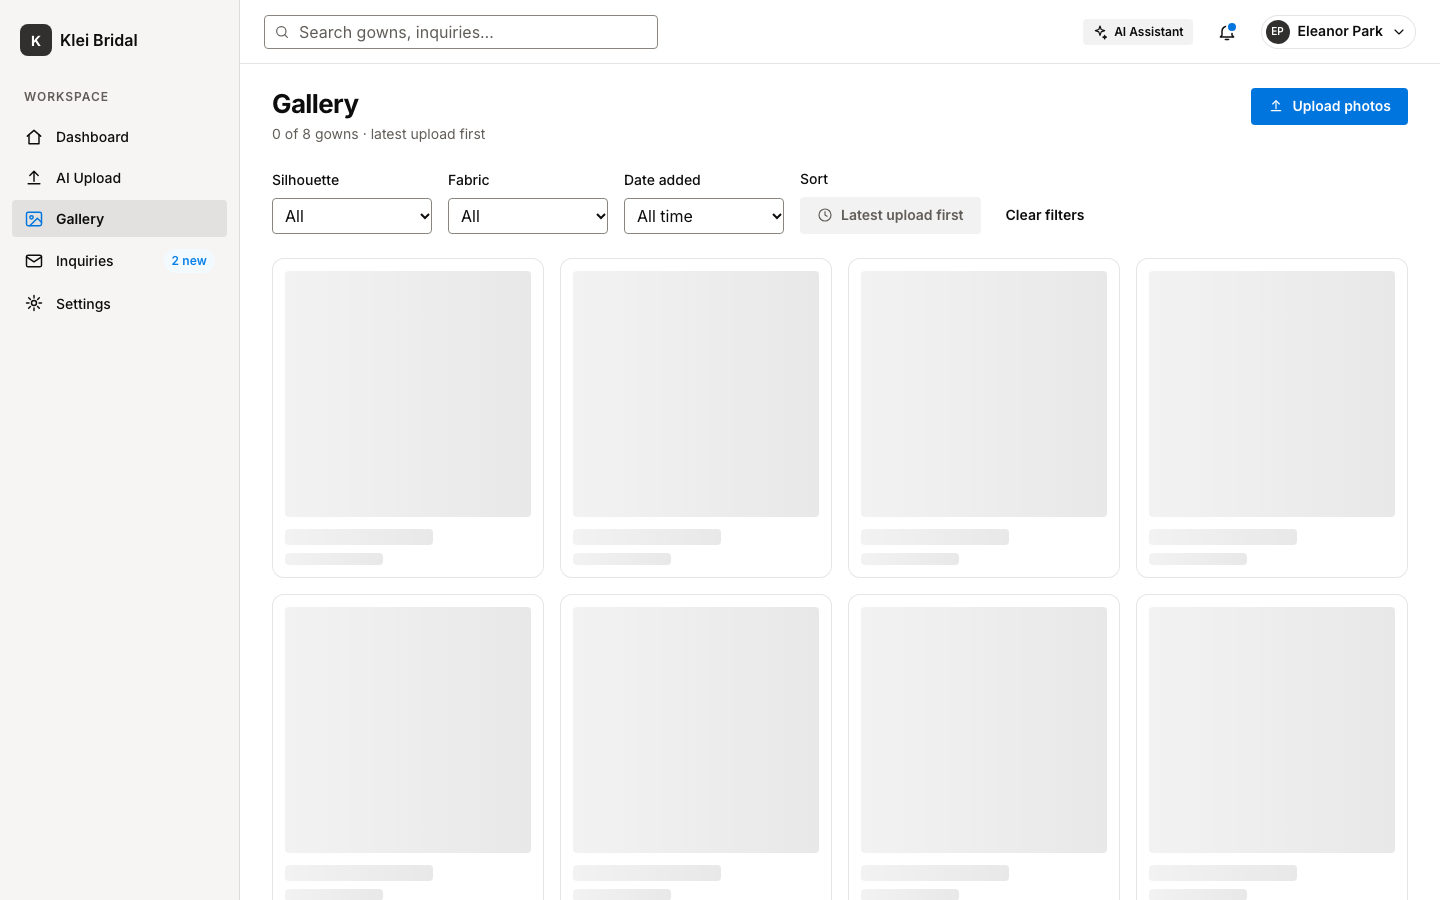 K
Klei Bridal
Search gowns, inquiries...
AI Assistant
EP
Eleanor Park
WORKSPACE
Dashboard
AI Upload
Gallery
Inquiries
2 new
Settings
Gallery
0 of 8 gowns · latest upload first
Upload photos
Silhouette
Fabric
Date added
Sort
All
All
All time
Latest upload first
Clear filters